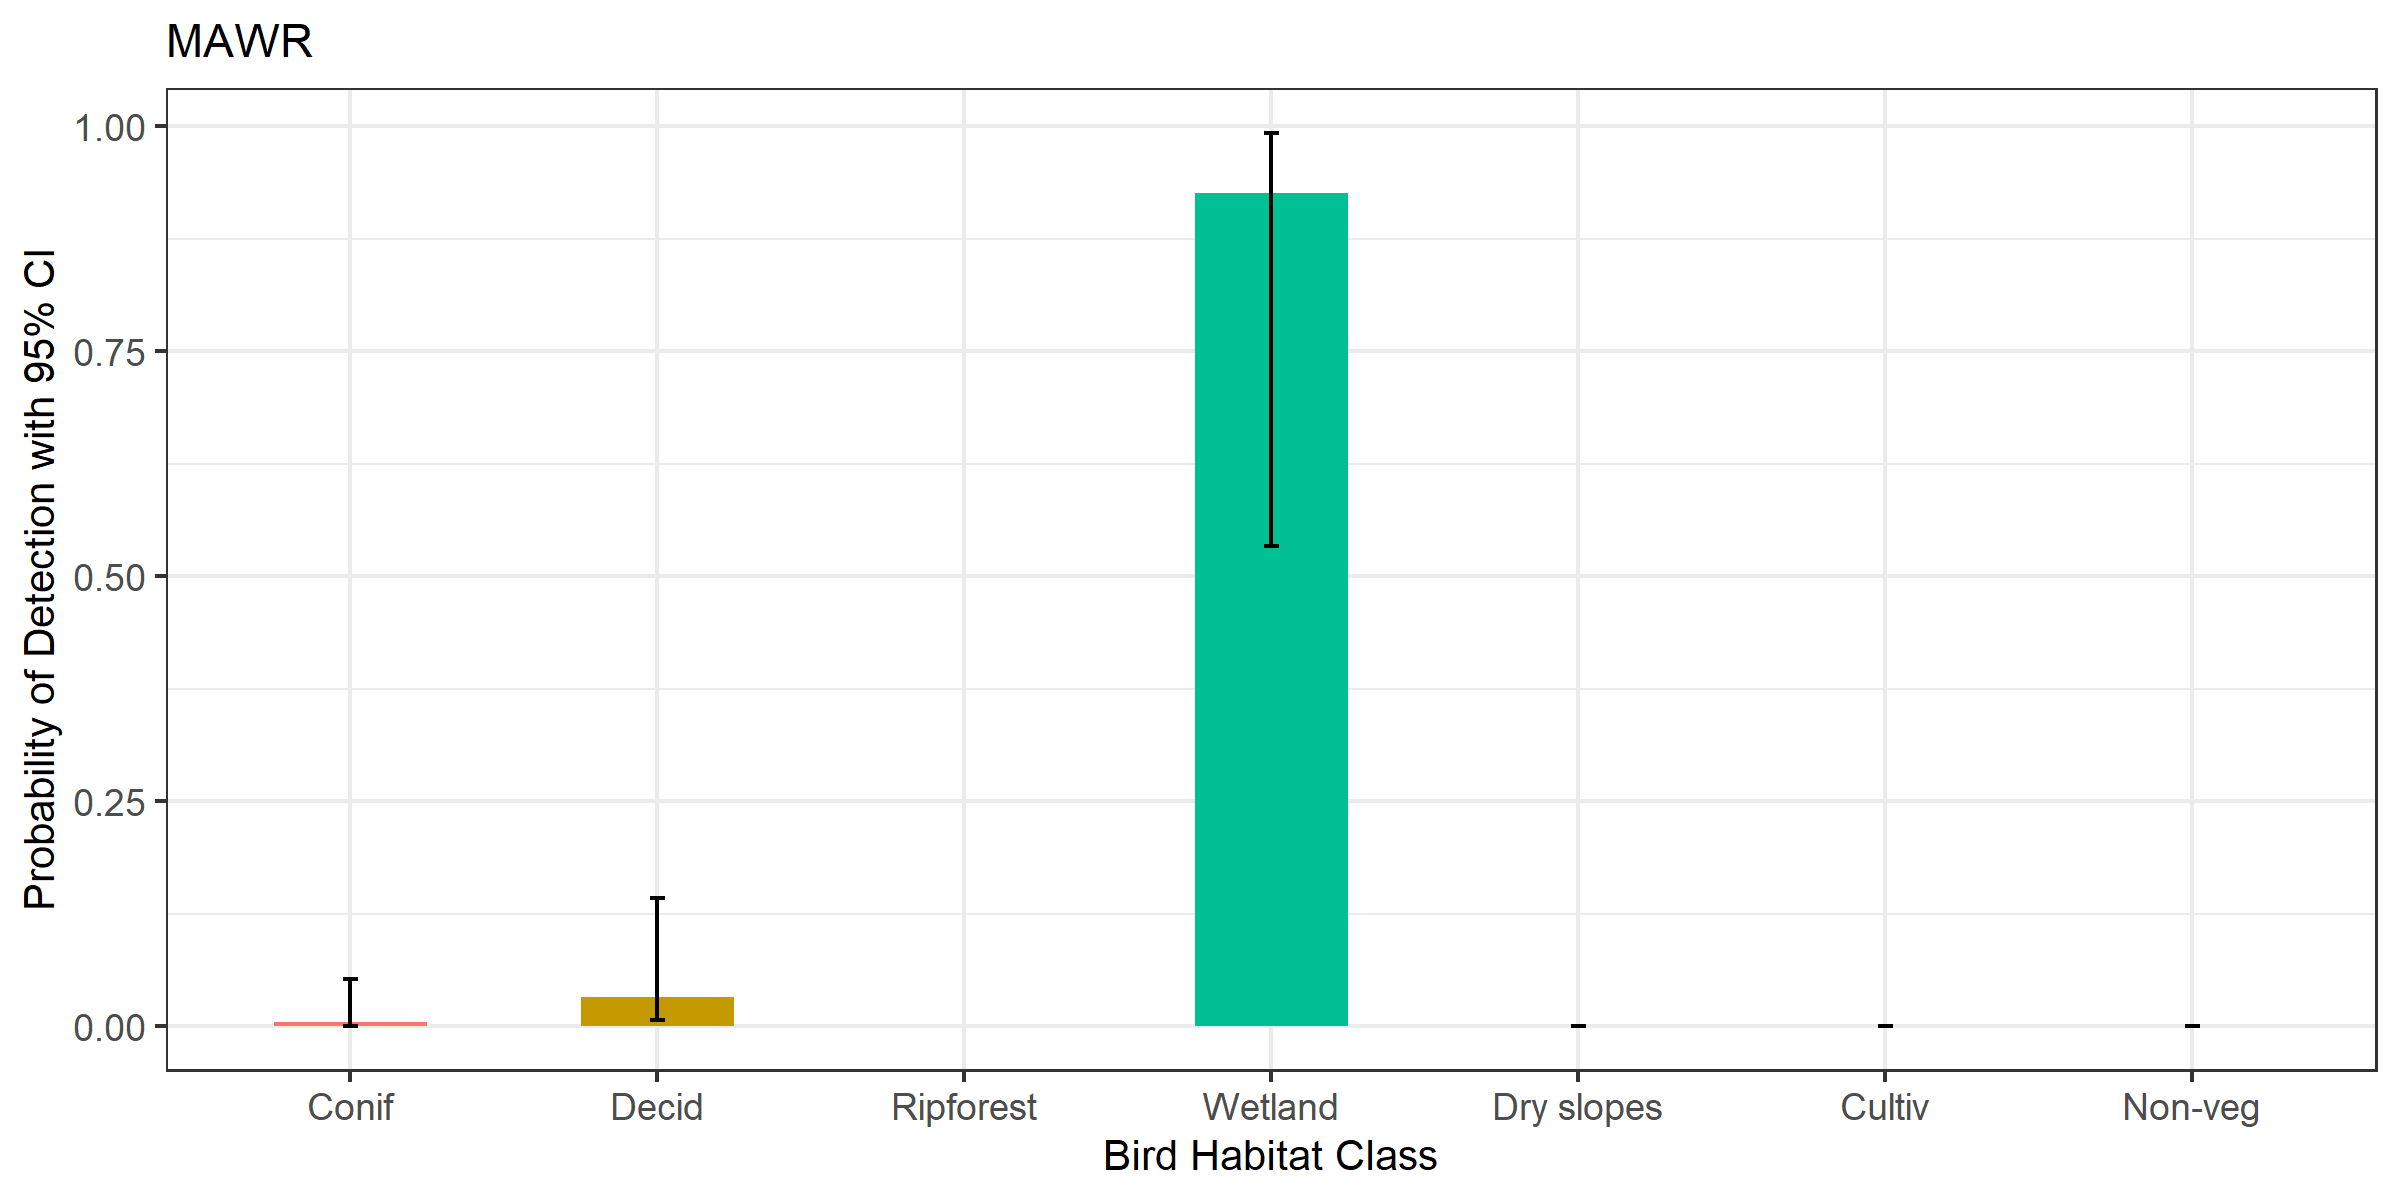 MAWR
Probability of Detection with 95% CI
1.00
0.75
0.50
0.25
0.00
Conif Decid Ripforest Wetland Dry slopes Cultiv Non-veg
Bird Habitat Class